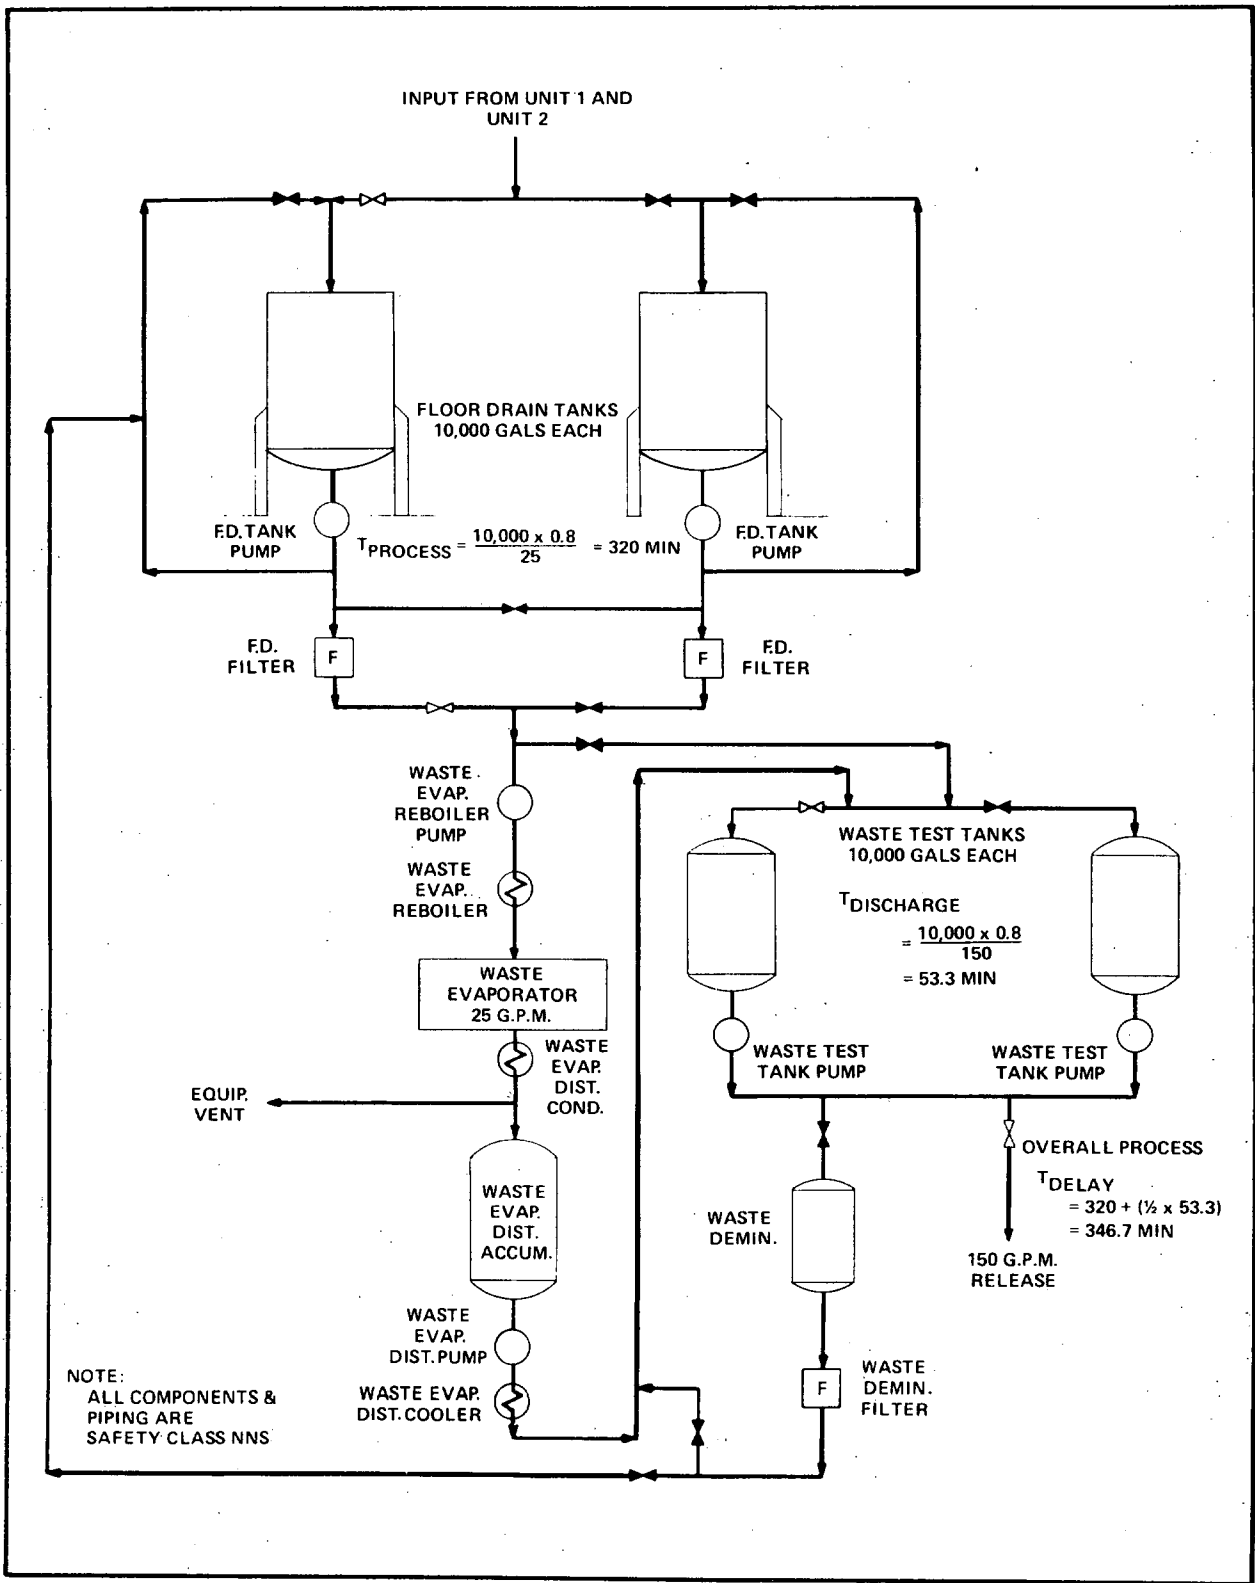 INPUT FROM UNIT 1 AND
UNIT 2
FLOOR DRAIN TANKS
10,000 GALS EACH
F.D. TANK
PUMP
TPROCESS = 10,000 x 0.8
25
= 320 MIN
F.D. TANK
PUMP
F.D.
FILTER
F
F
F.D.
FILTER
WASTE
EVAP.
REBOILER
PUMP
WASTE
EVAP.
REBOILER
WASTE
EVAPORATOR
25 G.P.M.
WASTE
EVAP.
DIST.
COND.
EQUIP.
VENT
WASTE
EVAP.
DIST.
ACCUM.
WASTE
EVAP.
DIST. PUMP
WASTE EVAP.
DIST. COOLER
WASTE TEST TANKS
10,000 GALS EACH
TDISCHARGE
= 10,000 x 0.8
150
= 53.3 MIN
WASTE TEST
TANK PUMP
WASTE TEST
TANK PUMP
OVERALL PROCESS
TDELAY
= 320 + (½ x 53.3)
= 346.7 MIN
150 G.P.M.
RELEASE
WASTE
DEMIN.
F
WASTE
DEMIN.
FILTER
NOTE:
ALL COMPONENTS &
PIPING ARE
SAFETY CLASS NNS